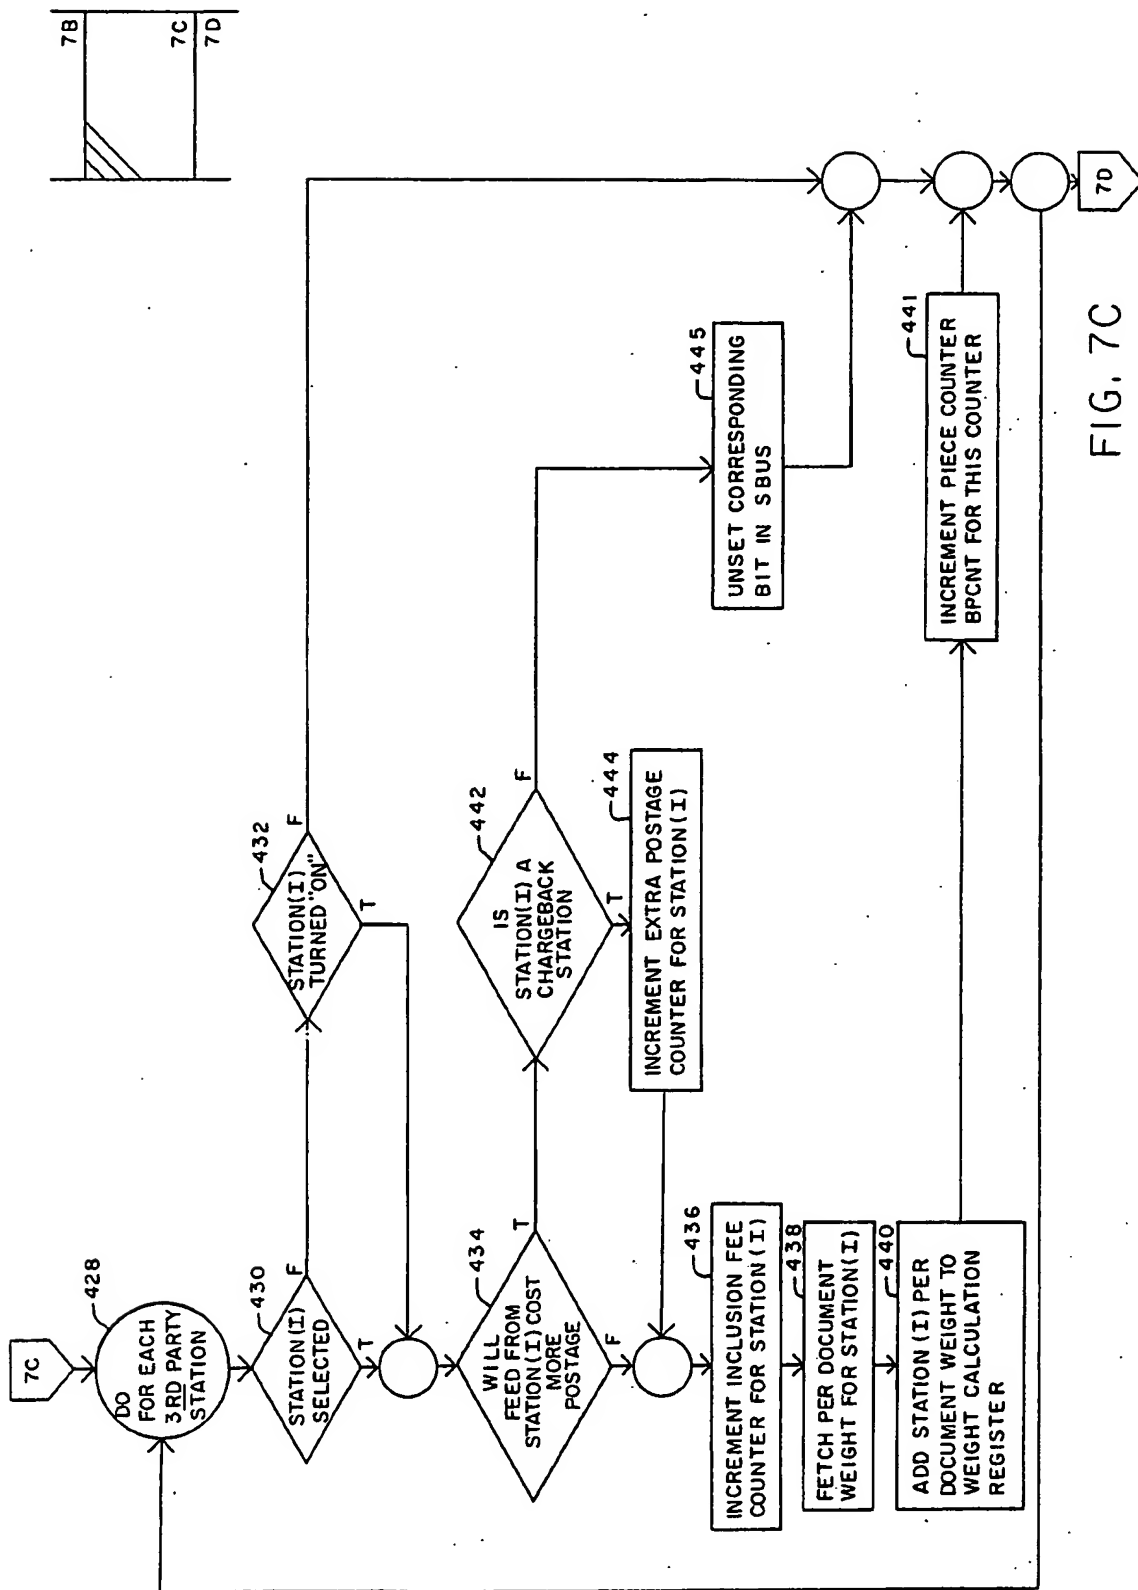 7B
7C
7D
7C
428
DO
FOR EACH
3RD PARTY
STATION
430
STATION(I)
SELECTED
F
T
432
STATION(I)
TURNED "ON"
F
T
434
WILL
FEED FROM
STATION(I) COST
MORE
POSTAGE
T
F
442
IS
STATION(I) A
CHARGEBACK
STATION
F
T
444
INCREMENT EXTRA POSTAGE
COUNTER FOR STATION(I)
445
UNSET CORRESPONDING
BIT IN SBUS
436
INCREMENT INCLUSION FEE
COUNTER FOR STATION(I)
438
FETCH PER DOCUMENT
WEIGHT FOR STATION(I)
440
ADD STATION (I) PER
DOCUMENT WEIGHT TO
WEIGHT CALCULATION
REGISTER
441
INCREMENT PIECE COUNTER
BPCNT FOR THIS COUNTER
7D
FIG. 7C